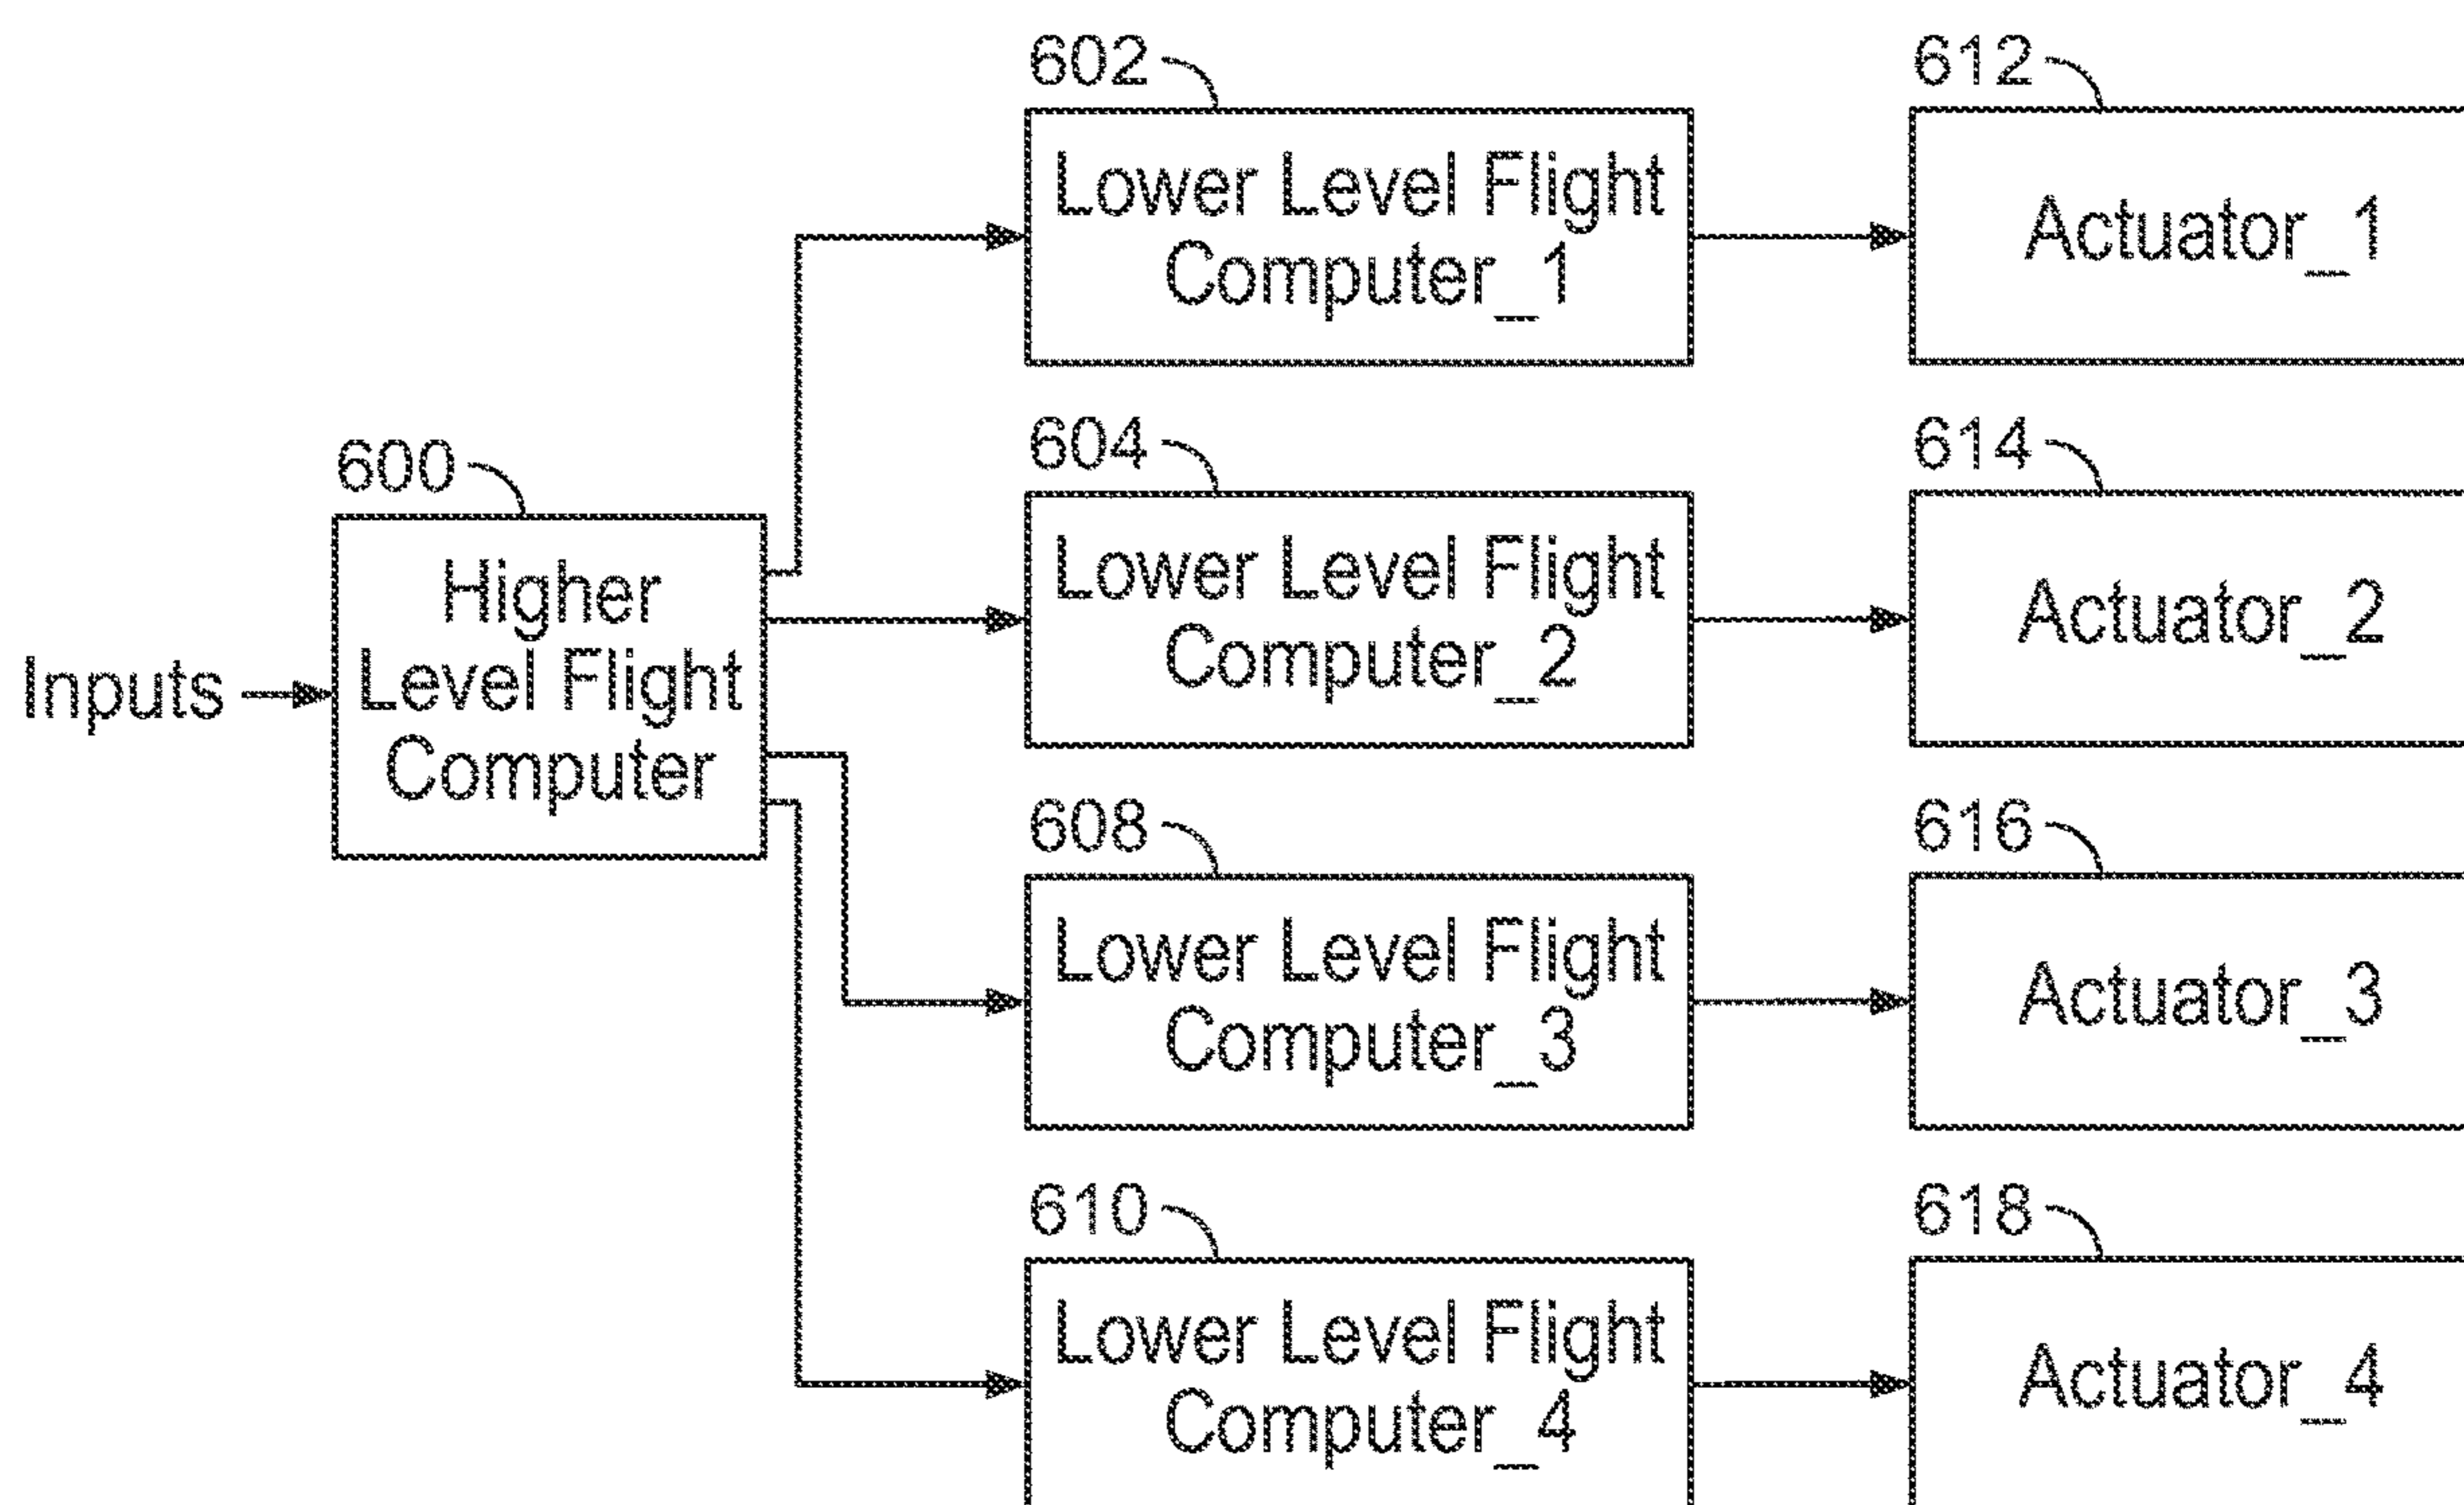 602
612
Lower Level Flight
Computer_1
Actuator_1
600
604
614
Higher
Level Flight
Computer
Lower Level Flight
Computer_2
Actuator_2
Inputs
608
616
Lower Level Flight
Computer_3
Actuator_3
610
618
Lower Level Flight
Computer_4
Actuator_4